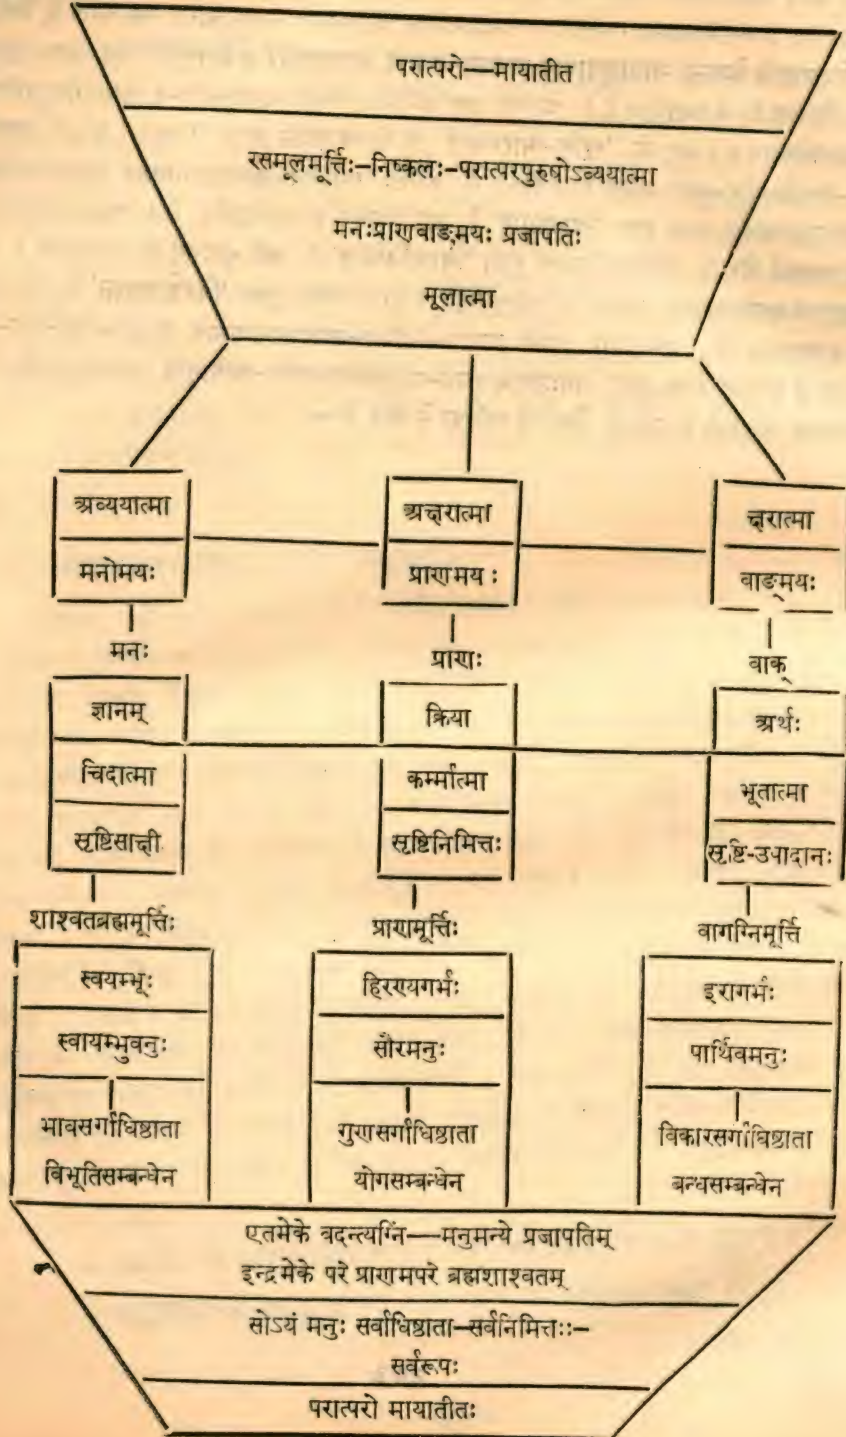 परात्परो—मायातीत
रसमूलमूर्त्तिः–निष्कलः–परात्परपुरुषोऽव्ययात्मा
मनःप्राणवाङ्मयः प्रजापतिः
मूलात्मा
अव्ययात्मा
अक्षरात्मा
क्षरात्मा
मनोमयः
प्राणमयः
वाङ्मयः
मनः
प्राणः
वाक्
ज्ञानम्
क्रिया
अर्थः
चिदात्मा
कर्म्मात्मा
भूतात्मा
सृष्टिसाक्षी
सृष्टिनिमित्तः
सृष्टि-उपादानः
शाश्वतब्रह्ममूर्त्तिः
प्राणमूर्त्तिः
वागग्निमूर्त्ति
स्वयम्भूः
हिरण्यगर्भः
इरागर्भः
स्वायम्भुवनुः
सौरमनुः
पार्थिवमनुः
भावसर्गाधिष्ठाता
गुणसर्गाधिष्ठाता
विकारसर्गाधिष्ठाता
विभूतिसम्बन्धेन
योगसम्बन्धेन
बन्धसम्बन्धेन
एतमेके वदन्त्यग्निं—मनुमन्ये प्रजापतिम्
इन्द्रमेके परे प्राणमपरे ब्रह्मशाश्वतम्
सोऽयं मनुः सर्वाधिष्ठाता–सर्वनिमित्तः:–
सर्वरूपः
परात्परो मायातीतः